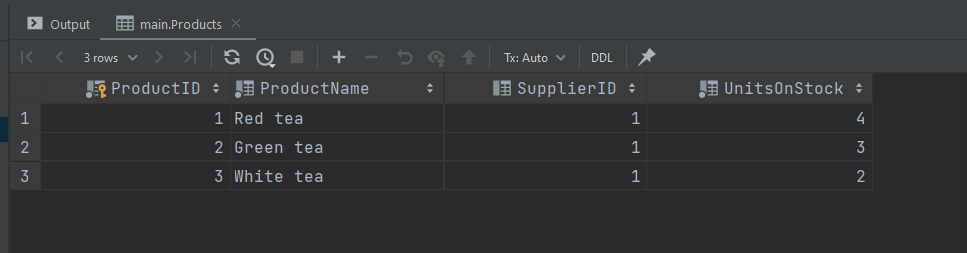 Output main.Products
3 rows Tx: Auto DDL
ProductID ProductName SupplierID UnitsOnStock
1 1 Red tea 1 4
2 2 Green tea 1 3
3 3 White tea 1 2